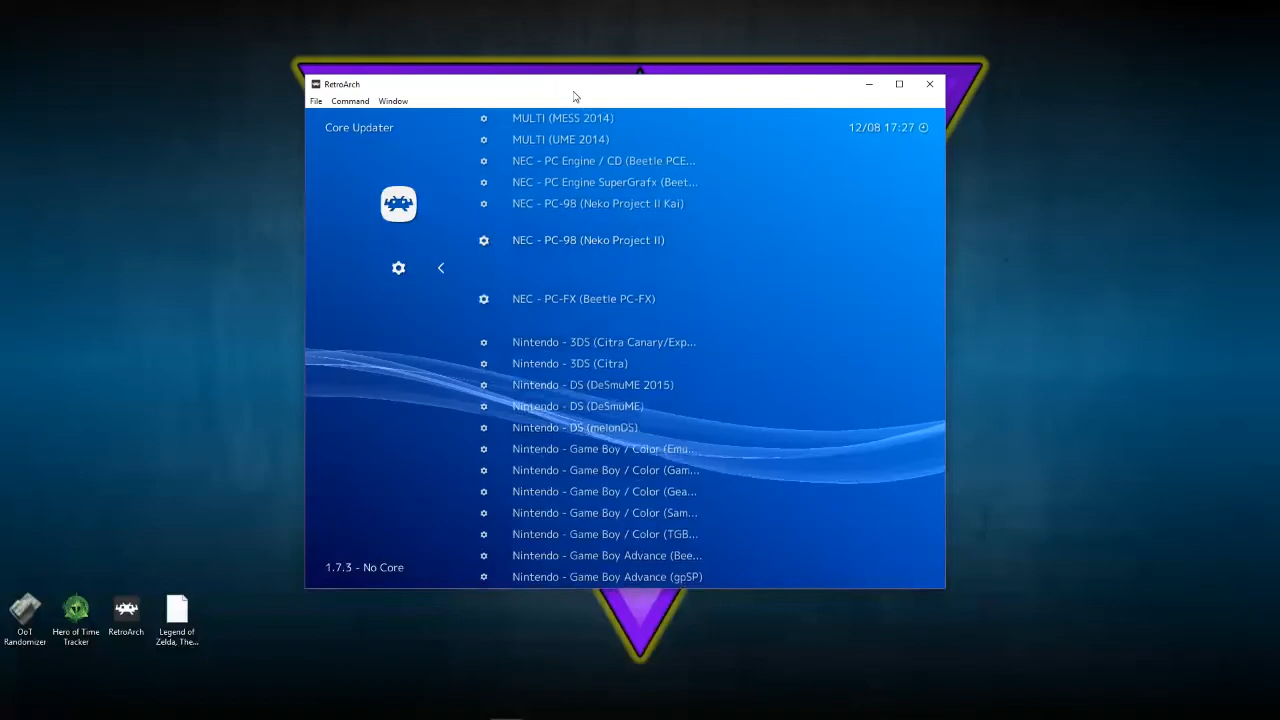 RetroArch
File Command Window
Core Updater
12/08 17:27
MULTI (MESS 2014)
MULTI (UME 2014)
NEC - PC Engine / CD (Beetle PCE...
NEC - PC Engine SuperGrafx (Beet...
NEC - PC-98 (Neko Project II Kai)
NEC - PC-98 (Neko Project II)
NEC - PC-FX (Beetle PC-FX)
Nintendo - 3DS (Citra Canary/Exp...
Nintendo - 3DS (Citra)
Nintendo - DS (DeSmuME 2015)
Nintendo - DS (DeSmuME)
Nintendo - DS (melonDS)
Nintendo - Game Boy / Color (Emu...
Nintendo - Game Boy / Color (Gam...
Nintendo - Game Boy / Color (Gea...
Nintendo - Game Boy / Color (Sam...
Nintendo - Game Boy / Color (TGB...
Nintendo - Game Boy Advance (Bee...
Nintendo - Game Boy Advance (gpSP)
1.7.3 - No Core
OoT
Randomizer
Hero of Time
Tracker
RetroArch
Legend of
Zelda, The...